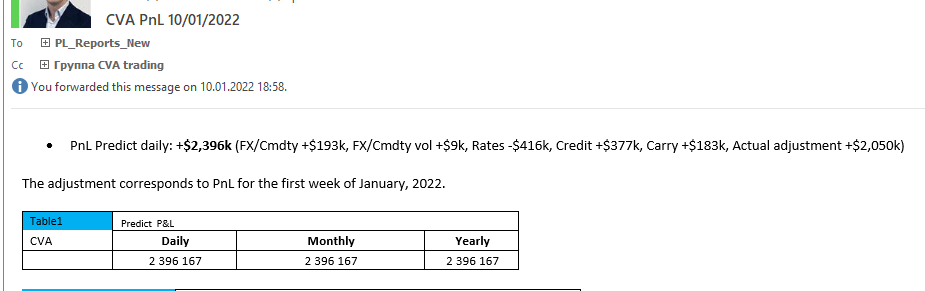 CVA PnL 10/01/2022
To PL_Reports_New
Cc Группа CVA trading
You forwarded this message on 10.01.2022 18:58.
• PnL Predict daily: +$2,396k (FX/Cmdty +$193k, FX/Cmdty vol +$9k, Rates -$416k, Credit +$377k, Carry +$183k, Actual adjustment +$2,050k)
The adjustment corresponds to PnL for the first week of January, 2022.
Table1 Predict P&L
CVA Daily Monthly Yearly
2 396 167 2 396 167 2 396 167